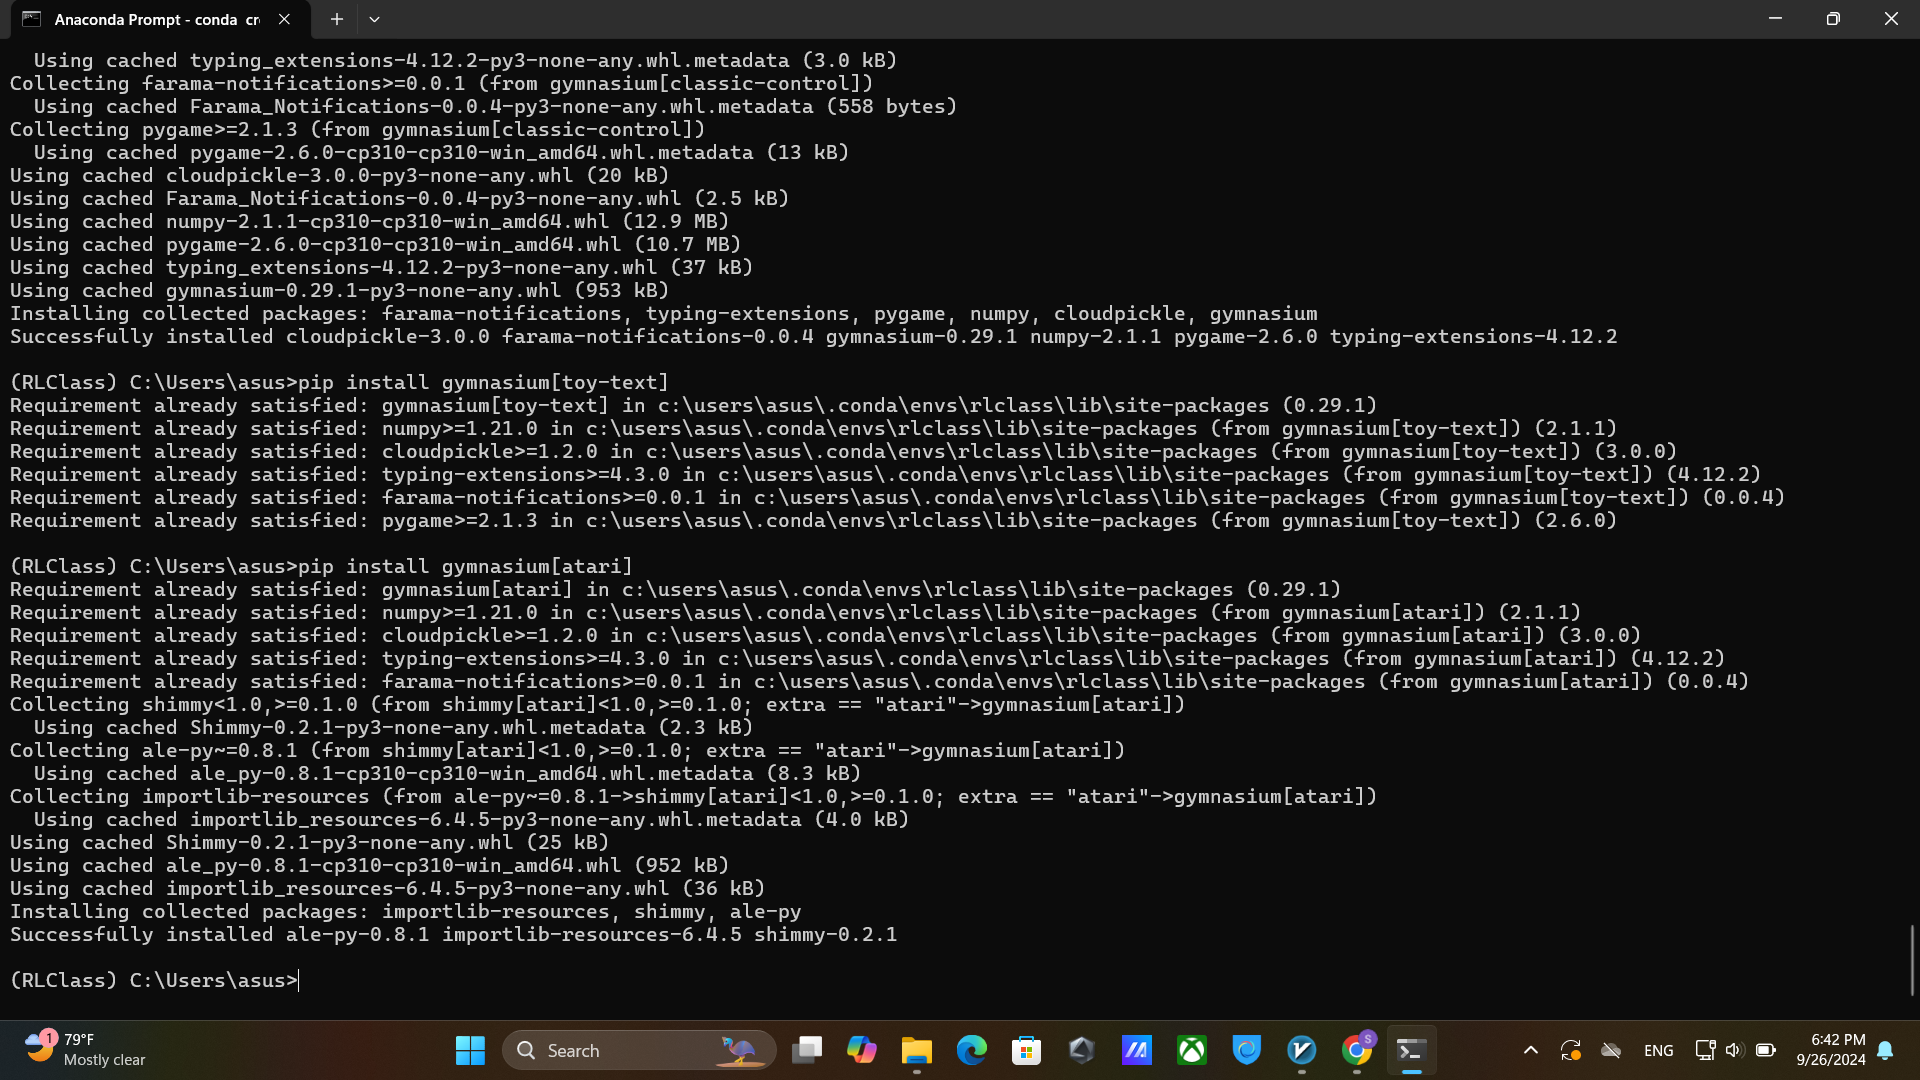 Anaconda Prompt - conda cr
  Using cached typing_extensions-4.12.2-py3-none-any.whl.metadata (3.0 kB)
Collecting farama-notifications>=0.0.1 (from gymnasium[classic-control])
  Using cached Farama_Notifications-0.0.4-py3-none-any.whl.metadata (558 bytes)
Collecting pygame>=2.1.3 (from gymnasium[classic-control])
  Using cached pygame-2.6.0-cp310-cp310-win_amd64.whl.metadata (13 kB)
Using cached cloudpickle-3.0.0-py3-none-any.whl (20 kB)
Using cached Farama_Notifications-0.0.4-py3-none-any.whl (2.5 kB)
Using cached numpy-2.1.1-cp310-cp310-win_amd64.whl (12.9 MB)
Using cached pygame-2.6.0-cp310-cp310-win_amd64.whl (10.7 MB)
Using cached typing_extensions-4.12.2-py3-none-any.whl (37 kB)
Using cached gymnasium-0.29.1-py3-none-any.whl (953 kB)
Installing collected packages: farama-notifications, typing-extensions, pygame, numpy, cloudpickle, gymnasium
Successfully installed cloudpickle-3.0.0 farama-notifications-0.0.4 gymnasium-0.29.1 numpy-2.1.1 pygame-2.6.0 typing-extensions-4.12.2
(RLClass) C:\Users\asus>pip install gymnasium[toy-text]
Requirement already satisfied: gymnasium[toy-text] in c:\users\asus\.conda\envs\rlclass\lib\site-packages (0.29.1)
Requirement already satisfied: numpy>=1.21.0 in c:\users\asus\.conda\envs\rlclass\lib\site-packages (from gymnasium[toy-text]) (2.1.1)
Requirement already satisfied: cloudpickle>=1.2.0 in c:\users\asus\.conda\envs\rlclass\lib\site-packages (from gymnasium[toy-text]) (3.0.0)
Requirement already satisfied: typing-extensions>=4.3.0 in c:\users\asus\.conda\envs\rlclass\lib\site-packages (from gymnasium[toy-text]) (4.12.2)
Requirement already satisfied: farama-notifications>=0.0.1 in c:\users\asus\.conda\envs\rlclass\lib\site-packages (from gymnasium[toy-text]) (0.0.4)
Requirement already satisfied: pygame>=2.1.3 in c:\users\asus\.conda\envs\rlclass\lib\site-packages (from gymnasium[toy-text]) (2.6.0)
(RLClass) C:\Users\asus>pip install gymnasium[atari]
Requirement already satisfied: gymnasium[atari] in c:\users\asus\.conda\envs\rlclass\lib\site-packages (0.29.1)
Requirement already satisfied: numpy>=1.21.0 in c:\users\asus\.conda\envs\rlclass\lib\site-packages (from gymnasium[atari]) (2.1.1)
Requirement already satisfied: cloudpickle>=1.2.0 in c:\users\asus\.conda\envs\rlclass\lib\site-packages (from gymnasium[atari]) (3.0.0)
Requirement already satisfied: typing-extensions>=4.3.0 in c:\users\asus\.conda\envs\rlclass\lib\site-packages (from gymnasium[atari]) (4.12.2)
Requirement already satisfied: farama-notifications>=0.0.1 in c:\users\asus\.conda\envs\rlclass\lib\site-packages (from gymnasium[atari]) (0.0.4)
Collecting shimmy<1.0,>=0.1.0 (from shimmy[atari]<1.0,>=0.1.0; extra == "atari"->gymnasium[atari])
  Using cached Shimmy-0.2.1-py3-none-any.whl.metadata (2.3 kB)
Collecting ale-py~=0.8.1 (from shimmy[atari]<1.0,>=0.1.0; extra == "atari"->gymnasium[atari])
  Using cached ale_py-0.8.1-cp310-cp310-win_amd64.whl.metadata (8.3 kB)
Collecting importlib-resources (from ale-py~=0.8.1->shimmy[atari]<1.0,>=0.1.0; extra == "atari"->gymnasium[atari])
  Using cached importlib_resources-6.4.5-py3-none-any.whl.metadata (4.0 kB)
Using cached Shimmy-0.2.1-py3-none-any.whl (25 kB)
Using cached ale_py-0.8.1-cp310-cp310-win_amd64.whl (952 kB)
Using cached importlib_resources-6.4.5-py3-none-any.whl (36 kB)
Installing collected packages: importlib-resources, shimmy, ale-py
Successfully installed ale-py-0.8.1 importlib-resources-6.4.5 shimmy-0.2.1
(RLClass) C:\Users\asus>
1
79°F
Mostly clear
Search
S
ENG
6:42 PM
9/26/2024